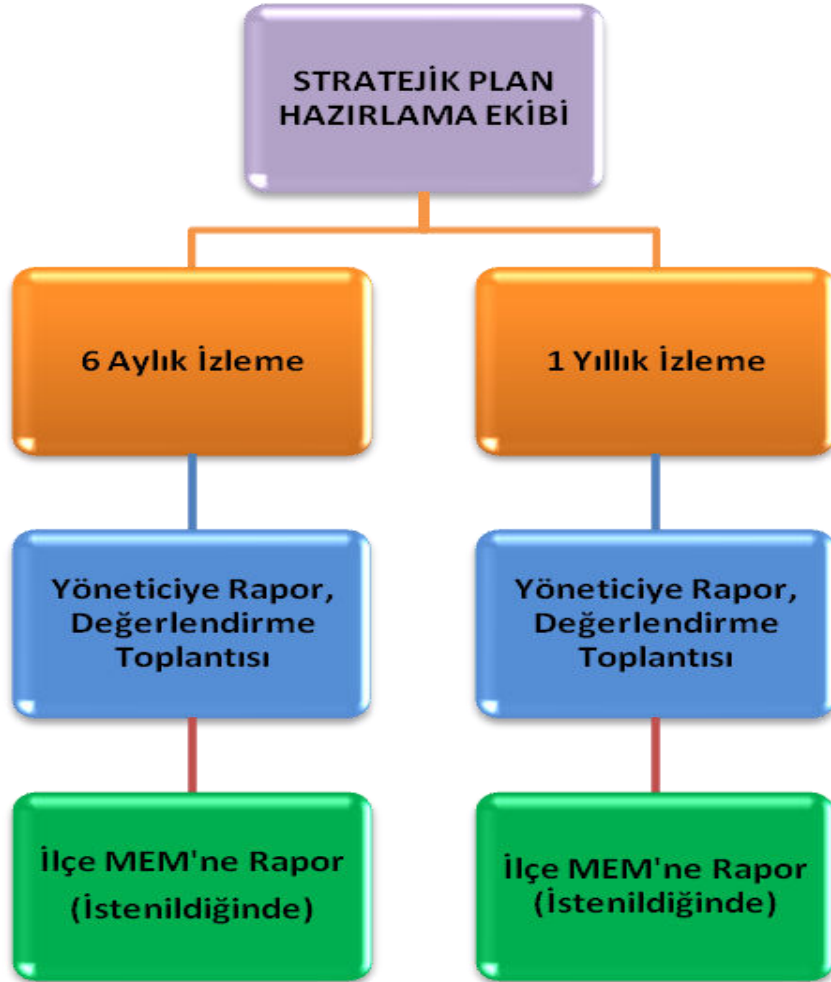 STRATEJİK PLAN
HAZIRLAMA EKİBİ
6 Aylık İzleme
1 Yıllık İzleme
Yöneticiye Rapor,
Değerlendirme
Toplantısı
Yöneticiye Rapor,
Değerlendirme
Toplantısı
İlçe MEM'ne Rapor
(İstenildiğinde)
İlçe MEM'ne Rapor
(İstenildiğinde)